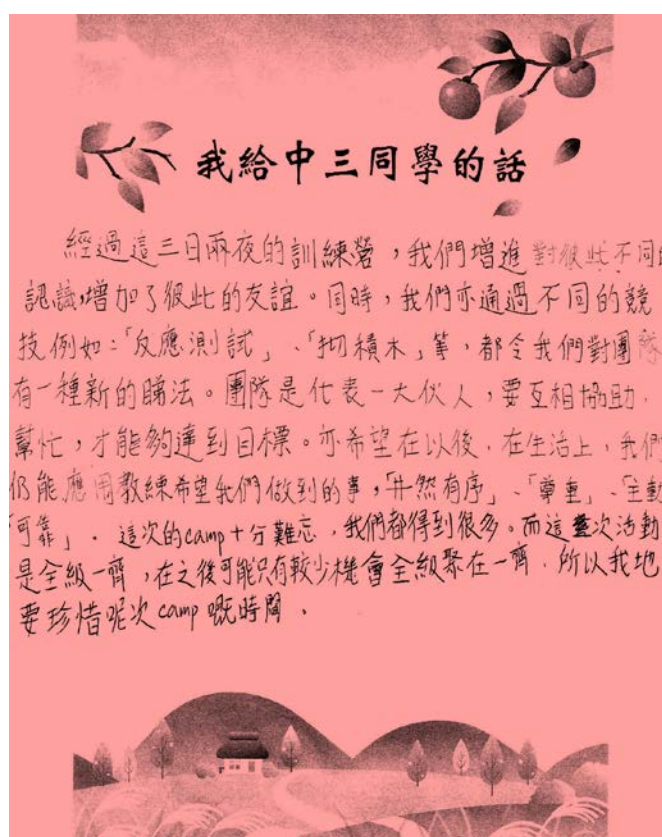 我給中三同學的話
經過這三日兩夜的訓練營，我們增進對彼此不同的
認識，增加了彼此的友誼。同時，我們亦通過不同的競
技例如：「反應測試」、「抝積木」等，都令我們對團隊
有一種新的睇法。團隊是代表一大伙人，要互相協助，
幫忙，才能夠達到目標。亦希望在以後，在生活上，我們
仍能應用教練希望我們做到的事，「井然有序」、「尊重」、「主動」
「可靠」。這次的camp十分難忘，我們都得到很多。而這次活動
是全級一齊，在之後可能只有較少機會全級聚在一齊，所以我地
要珍惜呢次camp嘅時間。